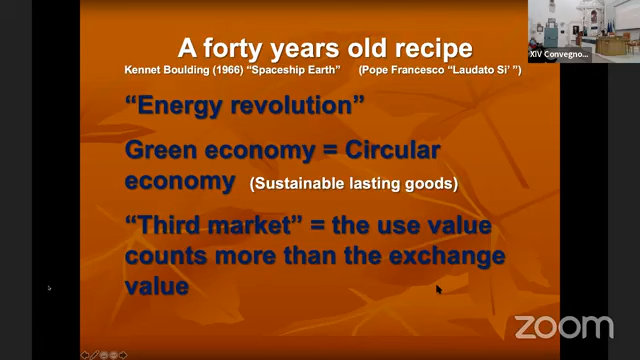 A forty years old recipe
Kennet Boulding (1966) “Spaceship Earth” (Pope Francesco “Laudato Si’ ”)
“Energy revolution”
Green economy = Circular
economy (Sustainable lasting goods)
“Third market” = the use value
counts more than the exchange
value
XIV Convegno...
zoom